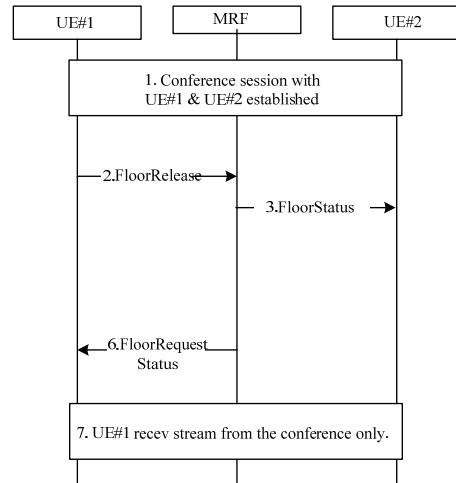 UE#1
MRF
UE#2
1. Conference session with
UE#1 & UE#2 established
2.FloorRelease
3.FloorStatus
6.FloorRequest
Status
7. UE#1 recev stream from the conference only.